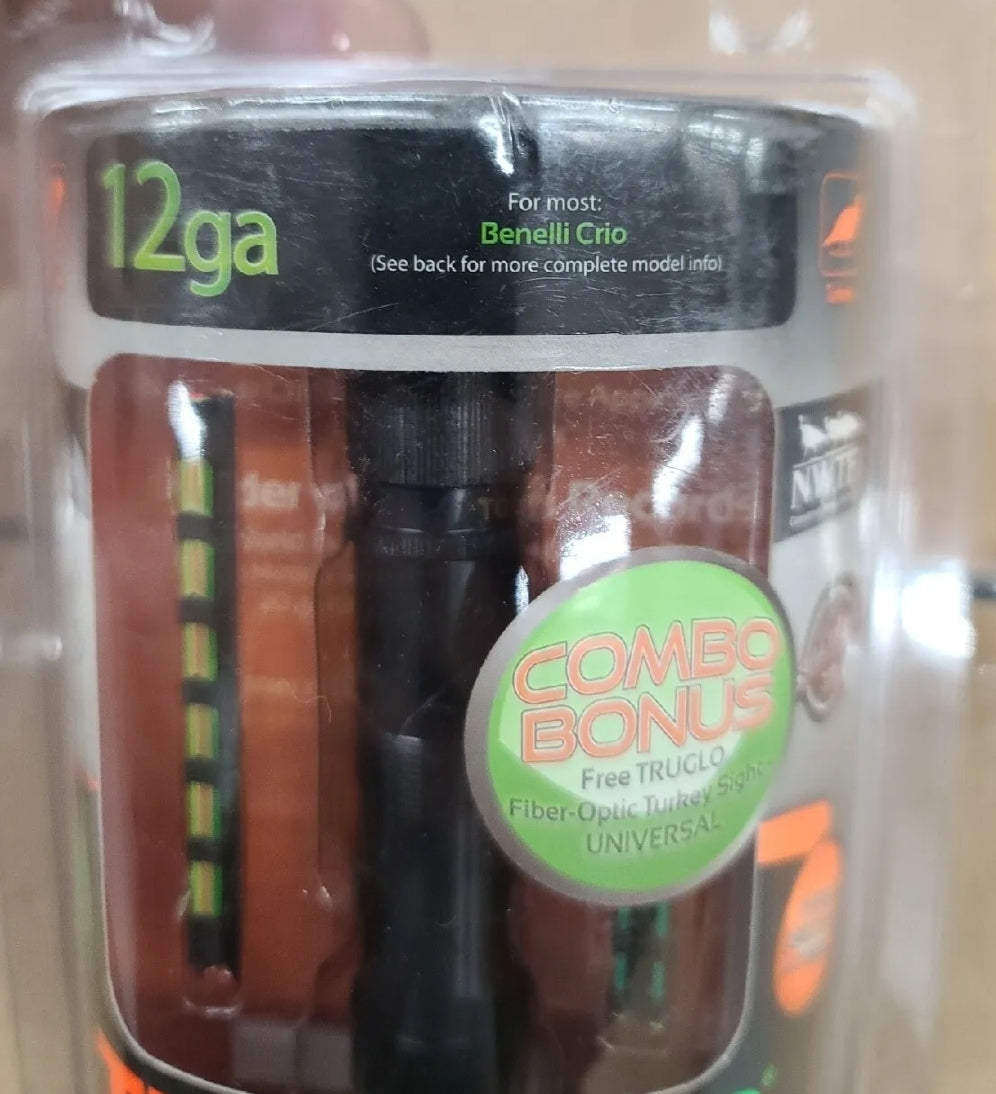 12ga
For most:
Benelli Crio
(See back for more complete model info)
NWTF
COMBO
BONUS
Free TRUGLO
Fiber-Optic Turkey Sight
UNIVERSAL